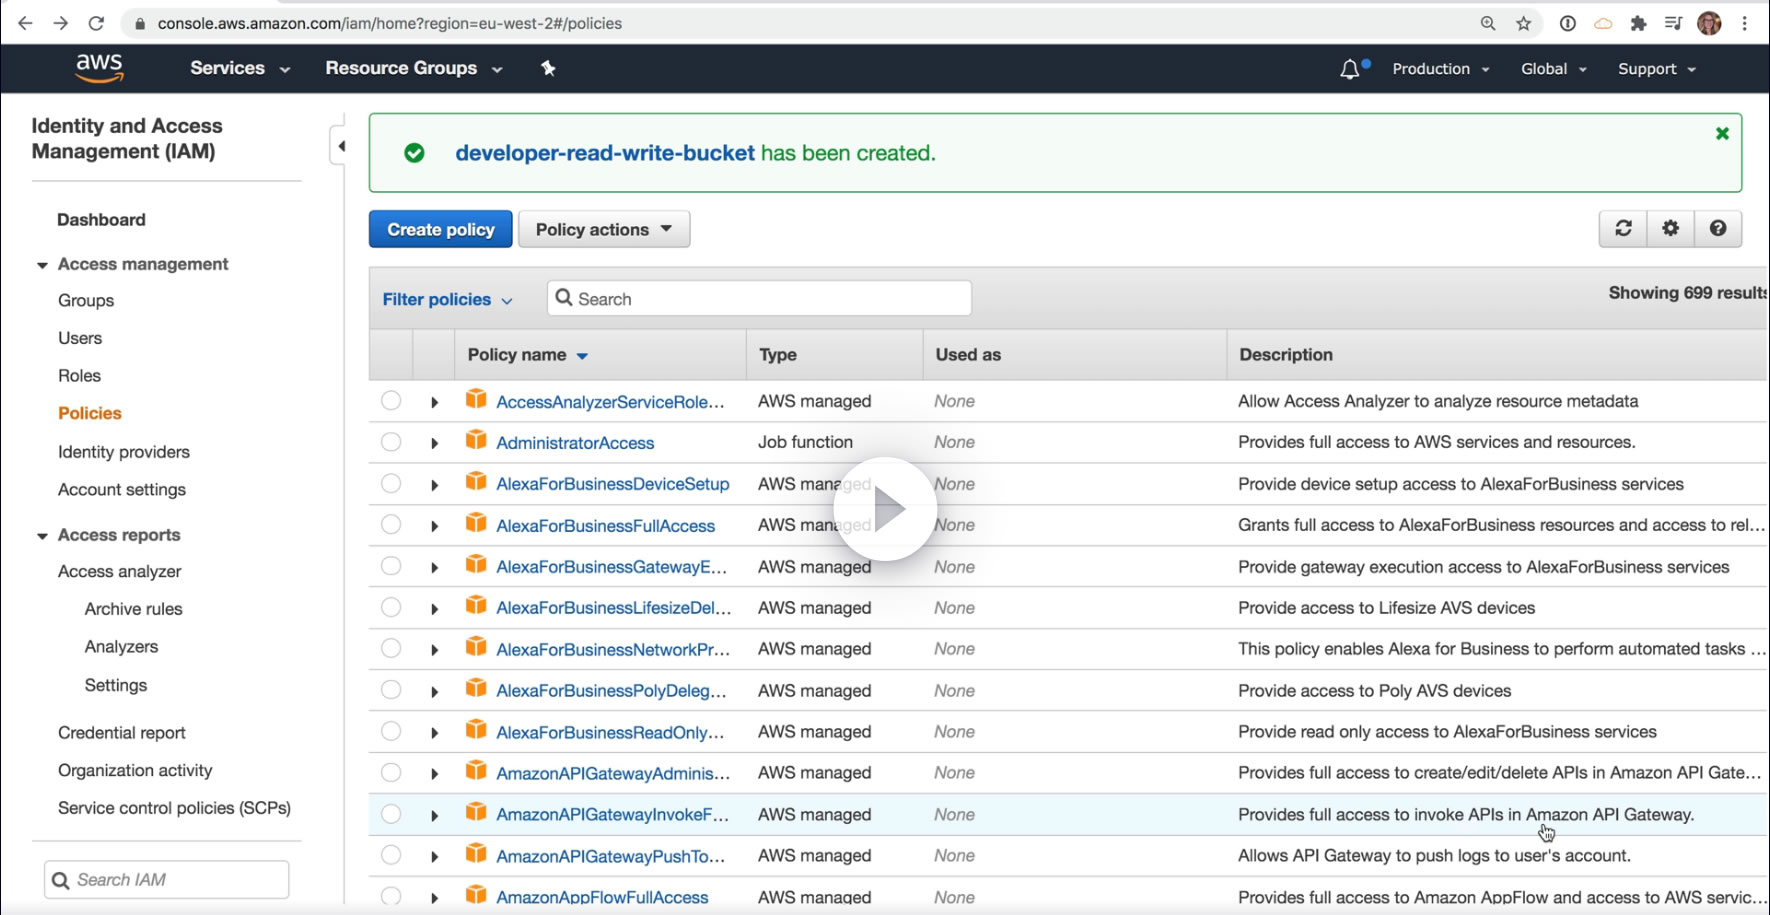 console.aws.amazon.com/iam/home?region=eu-west-2#/policies
aws
Services
Resource Groups
Production
Global
Support
Identity and Access
Management (IAM)
Dashboard
Access management
Groups
Users
Roles
Policies
Identity providers
Account settings
Access reports
Access analyzer
Archive rules
Analyzers
Settings
Credential report
Organization activity
Service control policies (SCPs)
Search IAM
developer-read-write-bucket has been created.
Create policy
Policy actions
Filter policies
Search
Showing 699 results
Policy name Type Used as Description
AccessAnalyzerServiceRole... AWS managed None Allow Access Analyzer to analyze resource metadata
AdministratorAccess Job function None Provides full access to AWS services and resources.
AlexaForBusinessDeviceSetup AWS managed None Provide device setup access to AlexaForBusiness services
AlexaForBusinessFullAccess AWS managed None Grants full access to AlexaForBusiness resources and access to rel...
AlexaForBusinessGatewayE... AWS managed None Provide gateway execution access to AlexaForBusiness services
AlexaForBusinessLifesizeDel... AWS managed None Provide access to Lifesize AVS devices
AlexaForBusinessNetworkPr... AWS managed None This policy enables Alexa for Business to perform automated tasks ...
AlexaForBusinessPolyDeleg... AWS managed None Provide access to Poly AVS devices
AlexaForBusinessReadOnly... AWS managed None Provide read only access to AlexaForBusiness services
AmazonAPIGatewayAdminis... AWS managed None Provides full access to create/edit/delete APIs in Amazon API Gate...
AmazonAPIGatewayInvokeF... AWS managed None Provides full access to invoke APIs in Amazon API Gateway.
AmazonAPIGatewayPushTo... AWS managed None Allows API Gateway to push logs to user's account.
AmazonAppFlowFullAccess AWS managed None Provides full access to Amazon AppFlow and access to AWS servic...